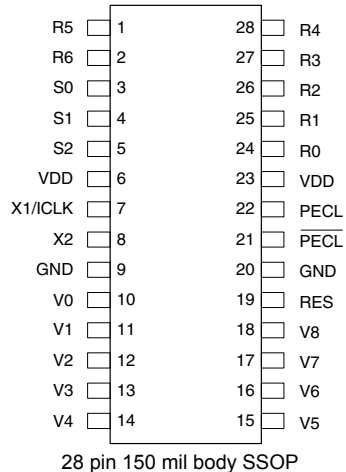 R5 1 28 R4
R6 2 27 R3
S0 3 26 R2
S1 4 25 R1
S2 5 24 R0
VDD 6 23 VDD
X1/ICLK 7 22 PECL
X2 8 21 PECL
GND 9 20 GND
V0 10 19 RES
V1 11 18 V8
V2 12 17 V7
V3 13 16 V6
V4 14 15 V5
28 pin 150 mil body SSOP